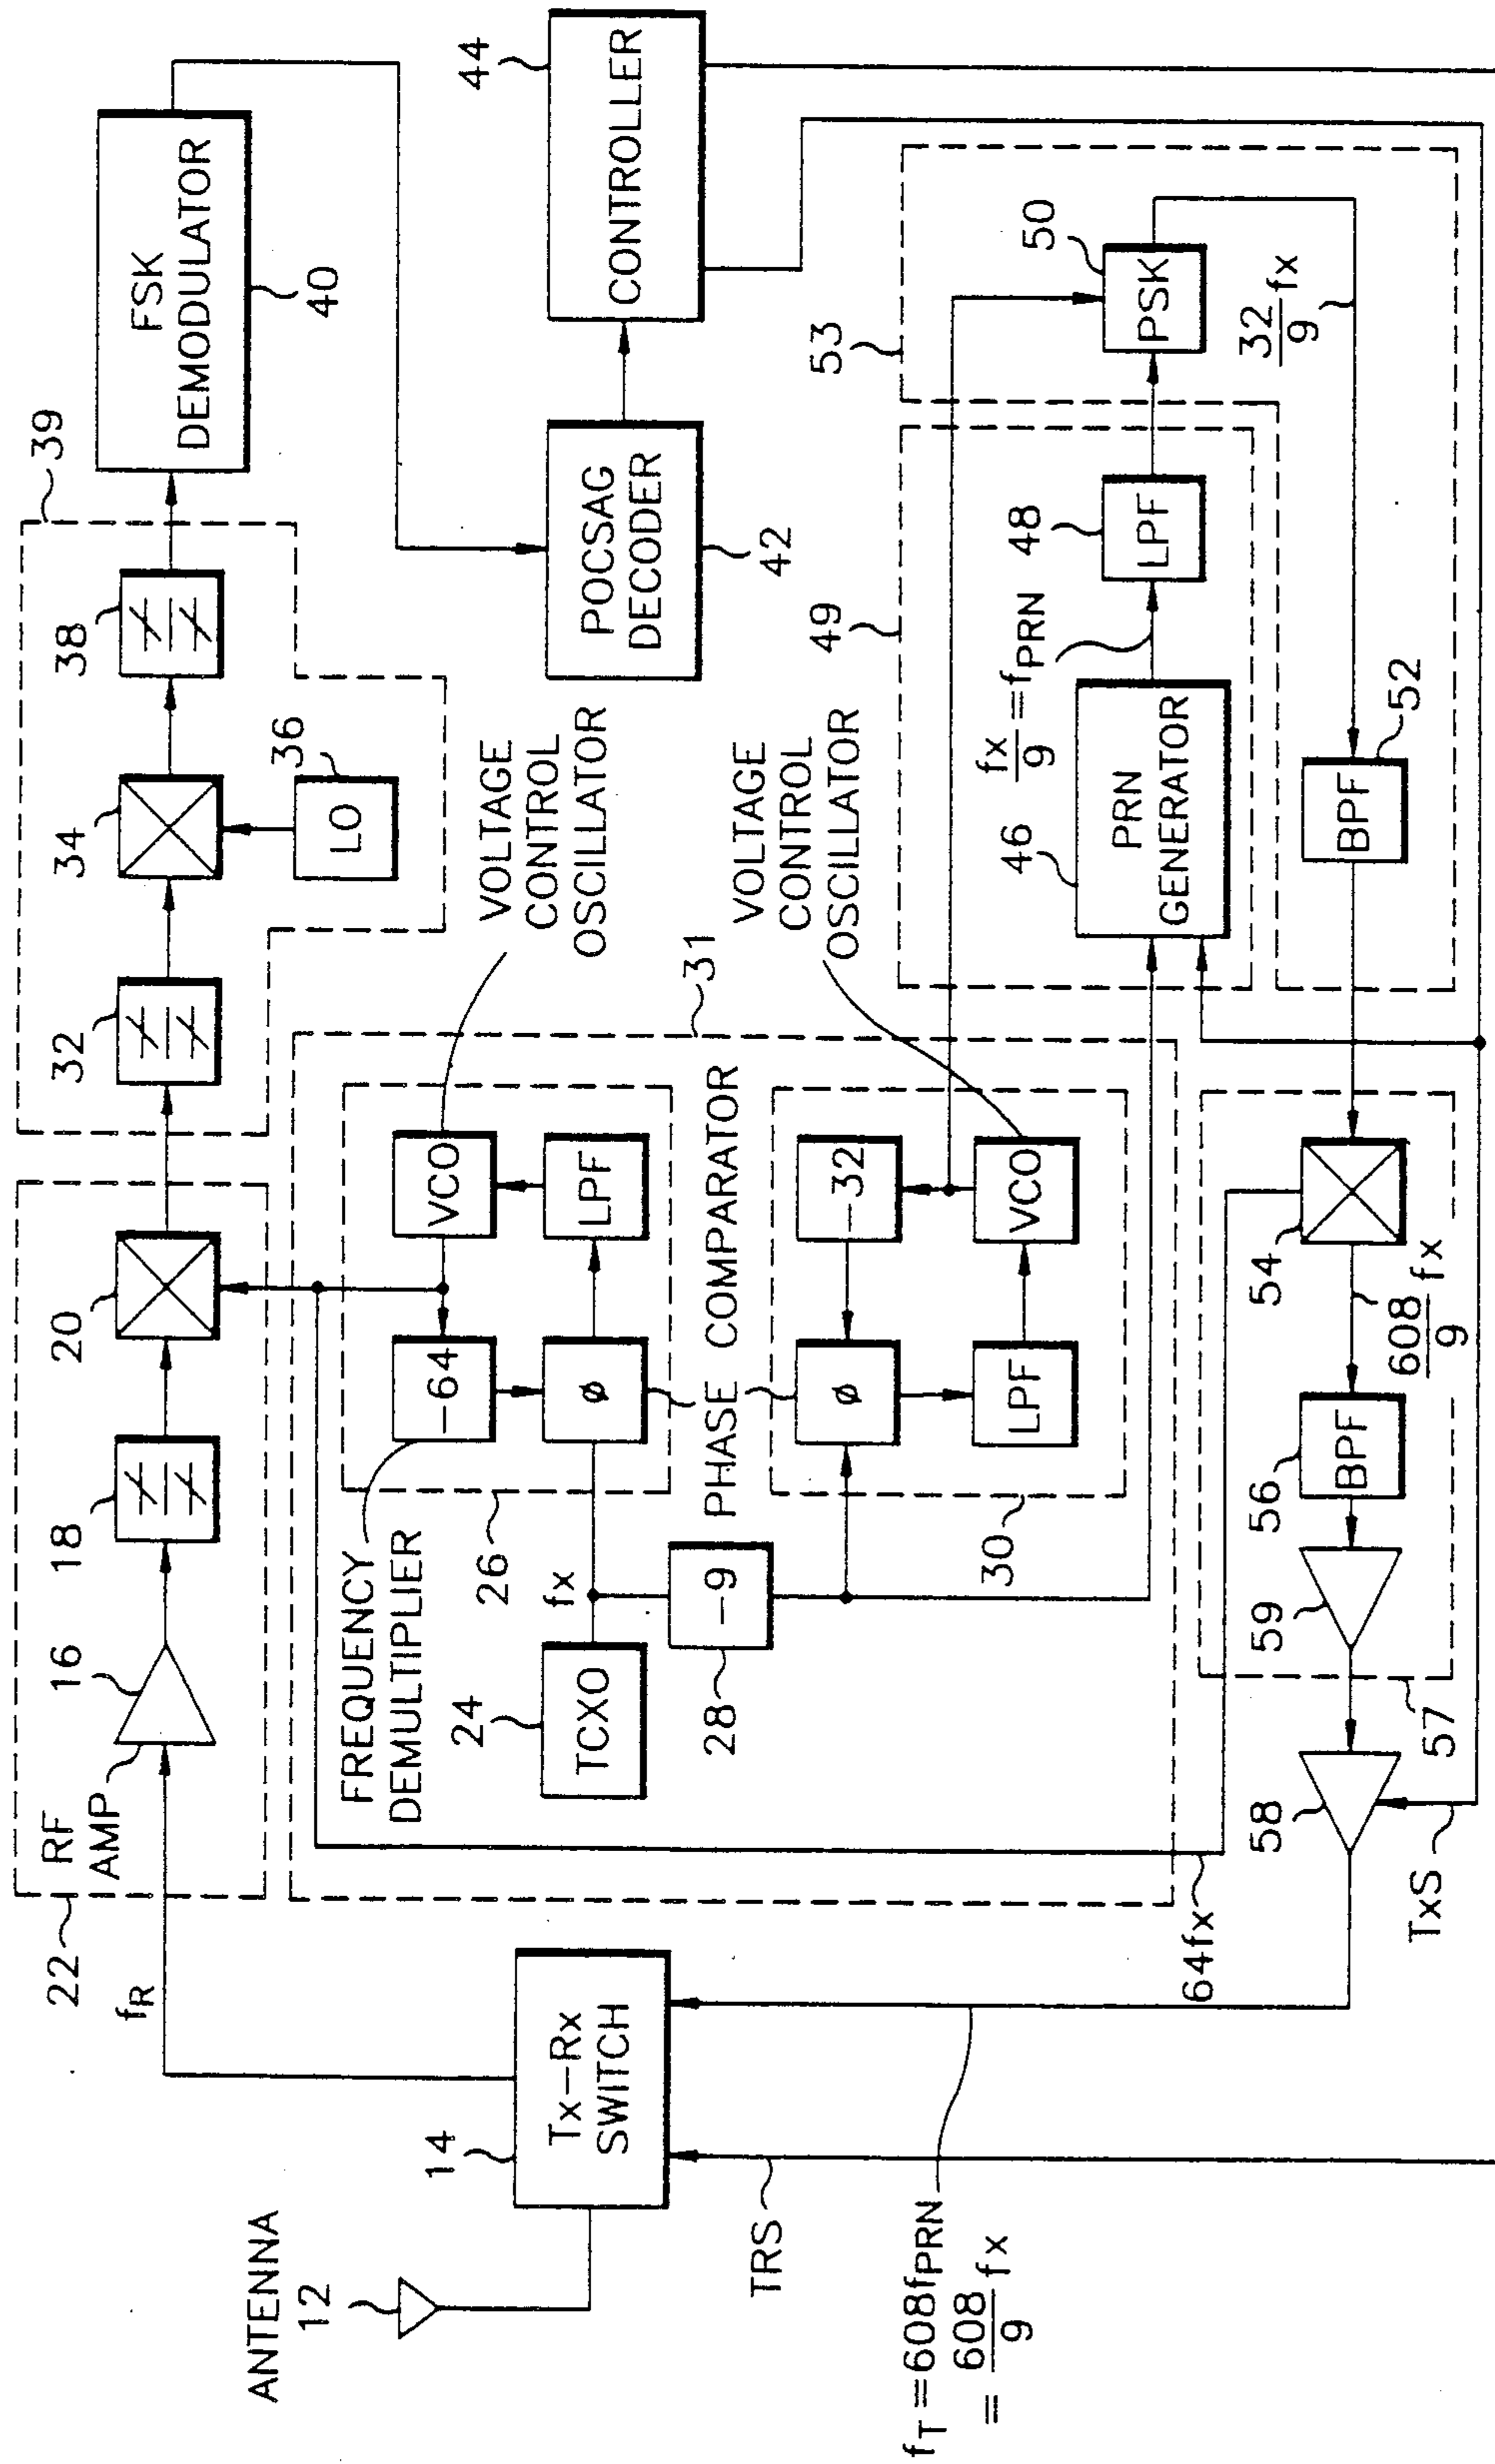 ANTENNA
12
14
Tx-Rx
SWITCH
TRS
fT=608fPRN
= 608/9 fx
fR
22
RF
AMP
16
18
20
32
34
36
LO
38
39
FSK
DEMODULATOR
40
POCSAG
DECODER
42
44
CONTROLLER
FREQUENCY
DEMULTIPLIER
24
TCXO
fx
26
28
-9
-64
VCO
ø
LPF
VOLTAGE
CONTROL
OSCILLATOR
31
PHASE COMPARATOR
30
ø
-32
LPF
VCO
VOLTAGE
CONTROL
OSCILLATOR
49
46
PRN
GENERATOR
fx/9 =fPRN
48
LPF
53
50
PSK
32/9 fx
BPF
52
54
608/9 fx
56
BPF
59
57
58
TxS
64fx